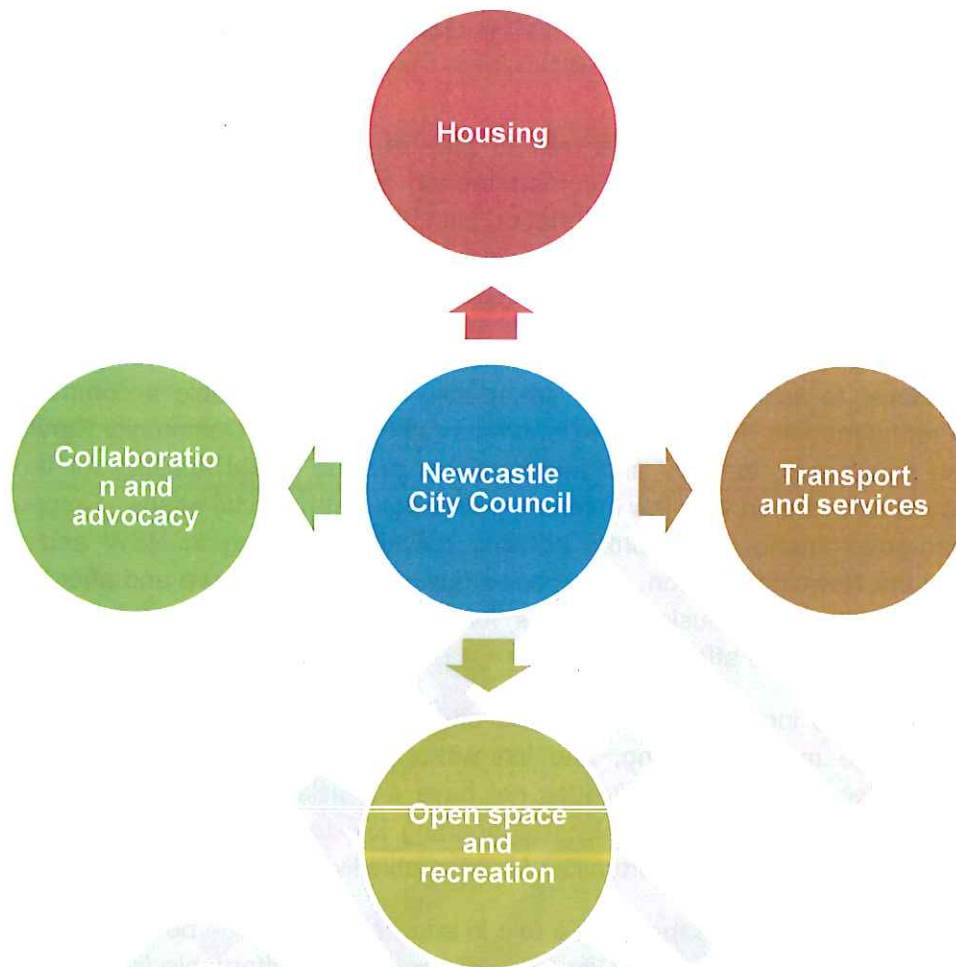 Housing
Collaboratio
n and
advocacy
Newcastle
City Council
Transport
and services
Open space
and
recreation